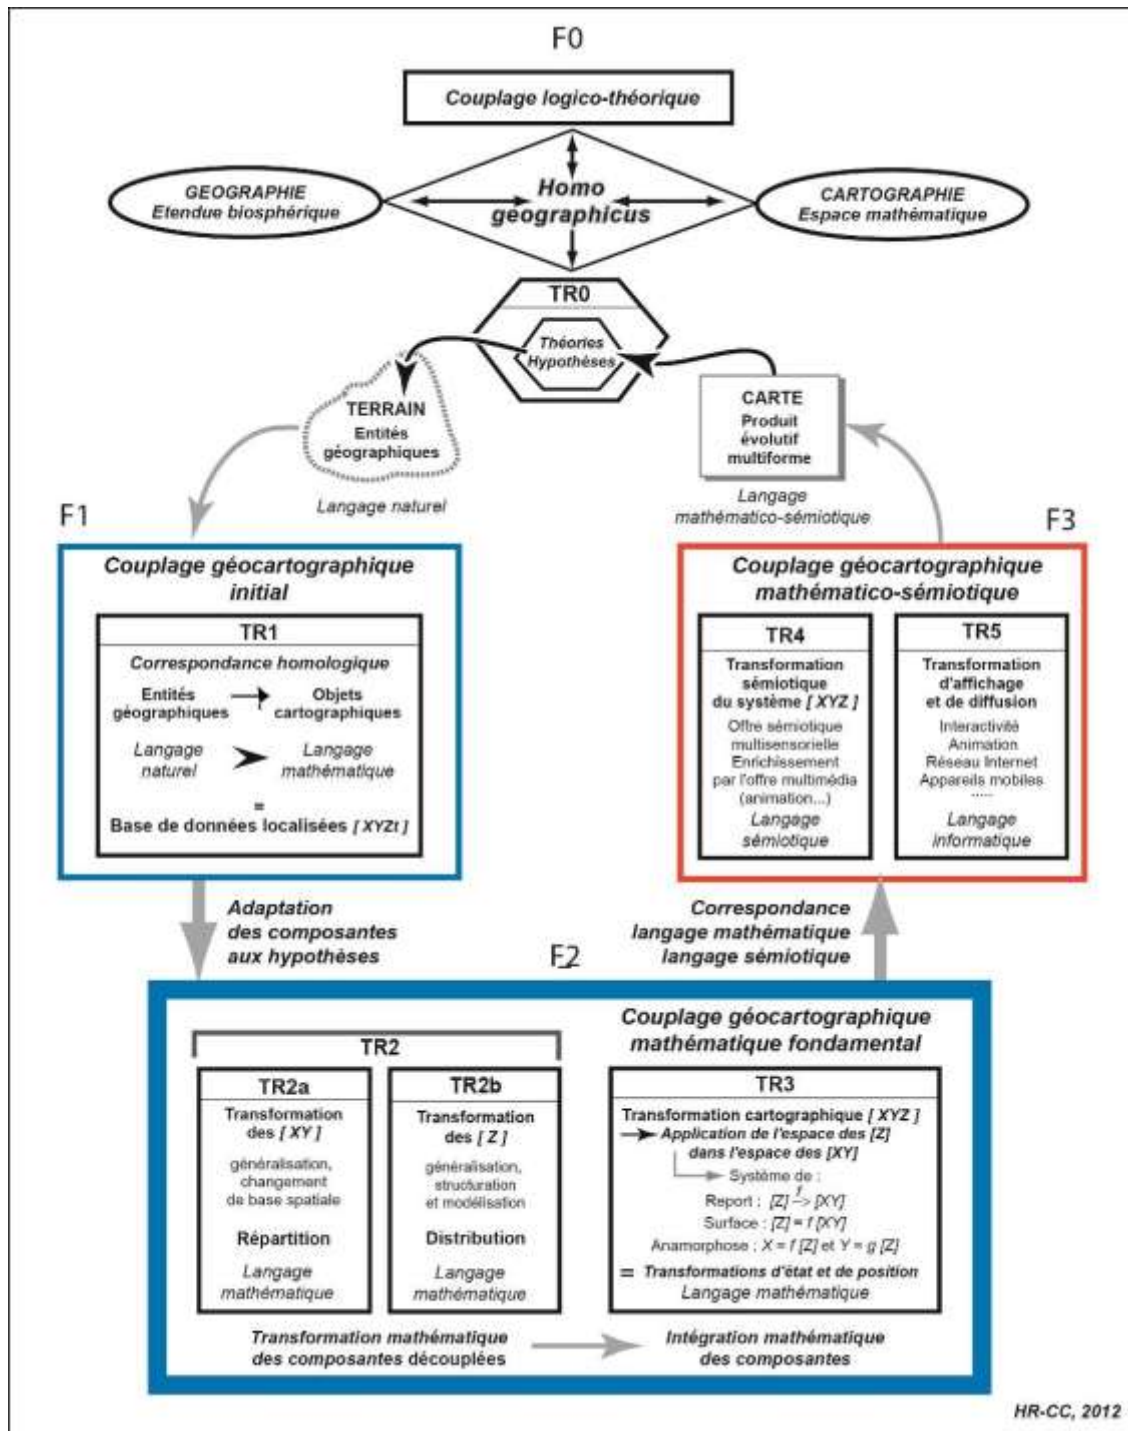 F0
Couplage logico-théorique
GEOGRAPHIE
Etendue biosphérique
Homo
geographicus
CARTOGRAPHIE
Espace mathématique
TR0
Théories
Hypothèses
TERRAIN
Entités
géographiques
Langage naturel
CARTE
Produit
évolutif
multiforme
Langage
mathématico-sémiotique
F1
Couplage géocartographique
initial
TR1
Correspondance homologique
Entités
géographiques
Objets
cartographiques
Langage
naturel
Langage
mathématique
=
Base de données localisées [ XYZt ]
F3
Couplage géocartographique
mathématico-sémiotique
TR4
Transformation
sémiotique
du système [ XYZ ]
Offre sémiotique
multisensorielle
Enrichissement
par l'offre multimédia
(animation...)
Langage
sémiotique
TR5
Transformation
d'affichage
et de diffusion
Interactivité
Animation
Réseau Internet
Appareils mobiles
.....
Langage
informatique
Adaptation
des composantes
aux hypothèses
Correspondance
langage mathématique
langage sémiotique
F2
Couplage géocartographique
mathématique fondamental
TR2
TR2a
Transformation
des [ XY ]
généralisation,
changement
de base spatiale
Répartition
Langage
mathématique
TR2b
Transformation
des [ Z ]
généralisation,
structuration
et modélisation
Distribution
Langage
mathématique
TR3
Transformation cartographique [ XYZ ]
Application de l'espace des [Z]
dans l'espace des [XY]
Système de :
Report : [Z] -f-> [XY]
Surface : [Z] = f [XY]
Anamorphose : X = f [Z] et Y = g [Z]
= Transformations d'état et de position
Langage mathématique
Transformation mathématique
des composantes découplées
Intégration mathématique
des composantes
HR-CC, 2012